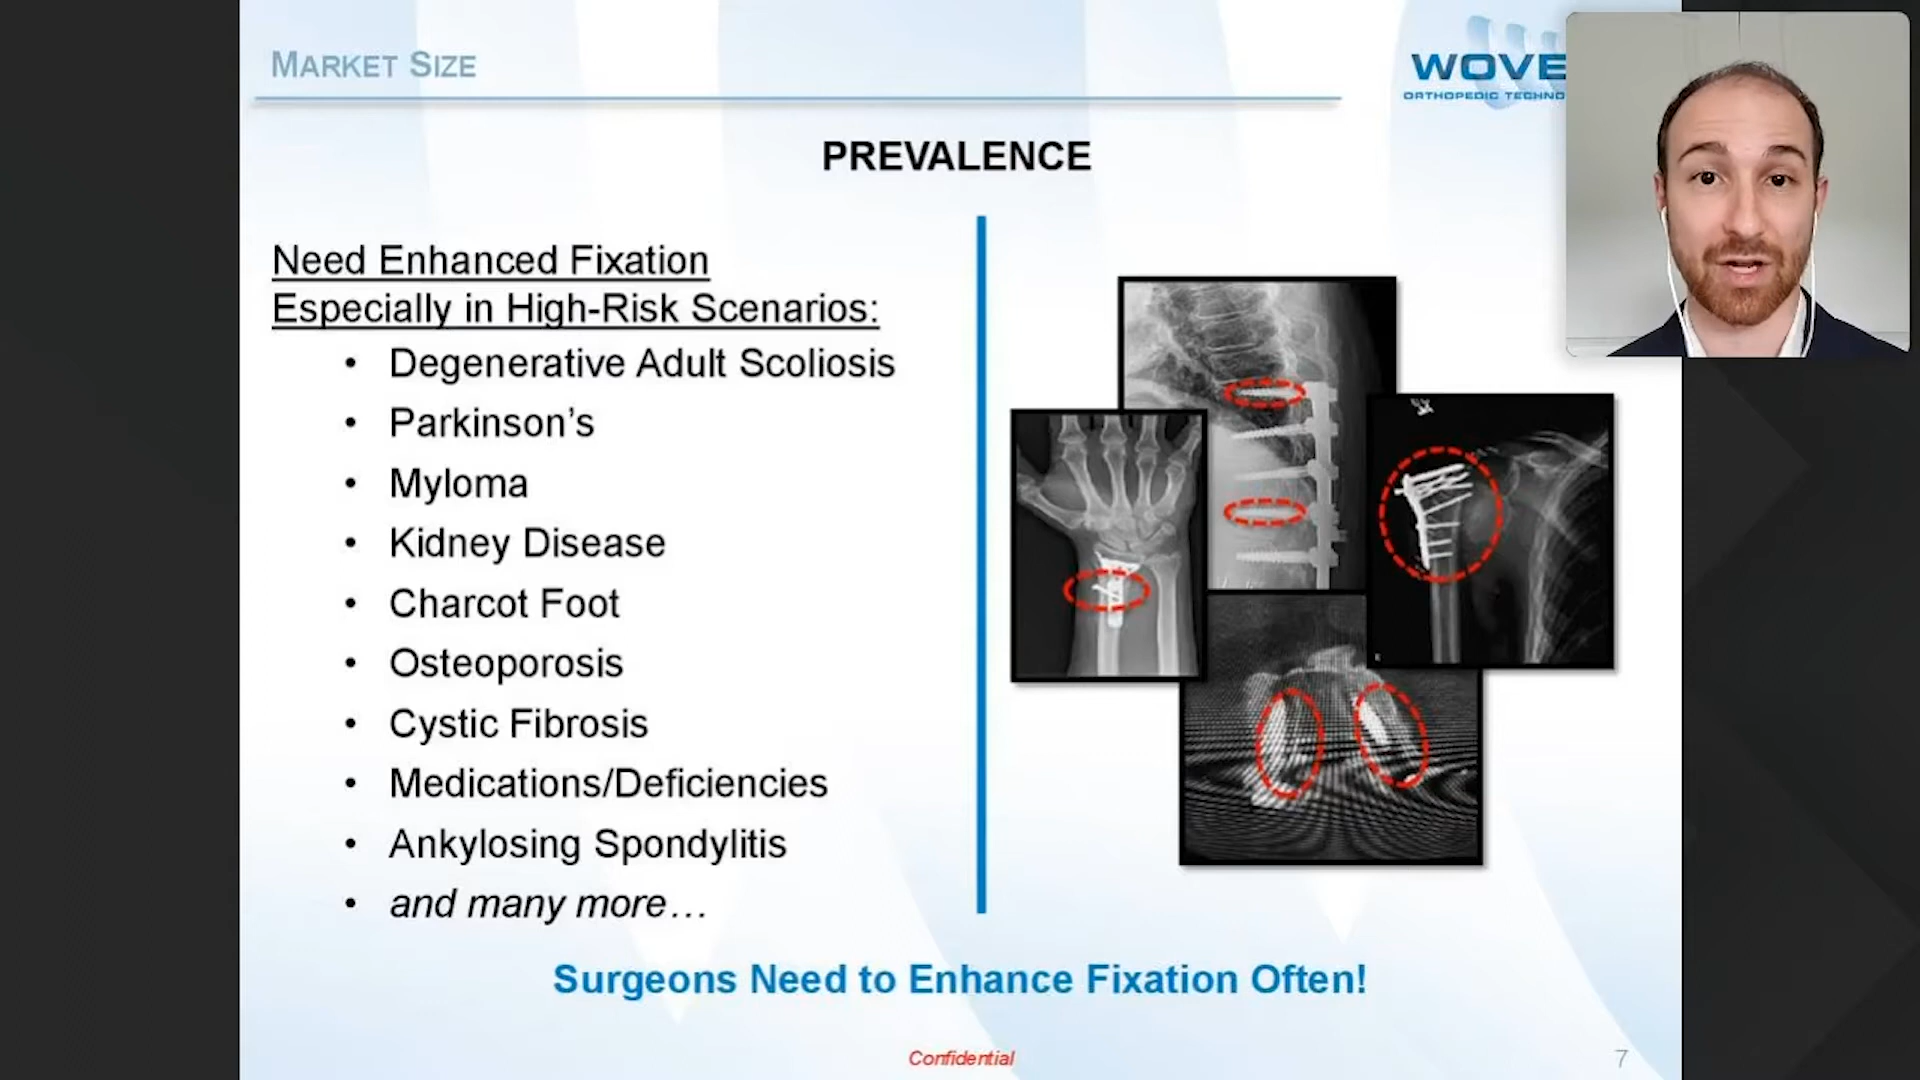 MARKET SIZE
WOVE
ORTHOPEDIC TECHNO
PREVALENCE
Need Enhanced Fixation
Especially in High-Risk Scenarios:
• Degenerative Adult Scoliosis
• Parkinson's
• Myloma
• Kidney Disease
• Charcot Foot
• Osteoporosis
• Cystic Fibrosis
• Medications/Deficiencies
• Ankylosing Spondylitis
• and many more…
Surgeons Need to Enhance Fixation Often!
Confidential
7